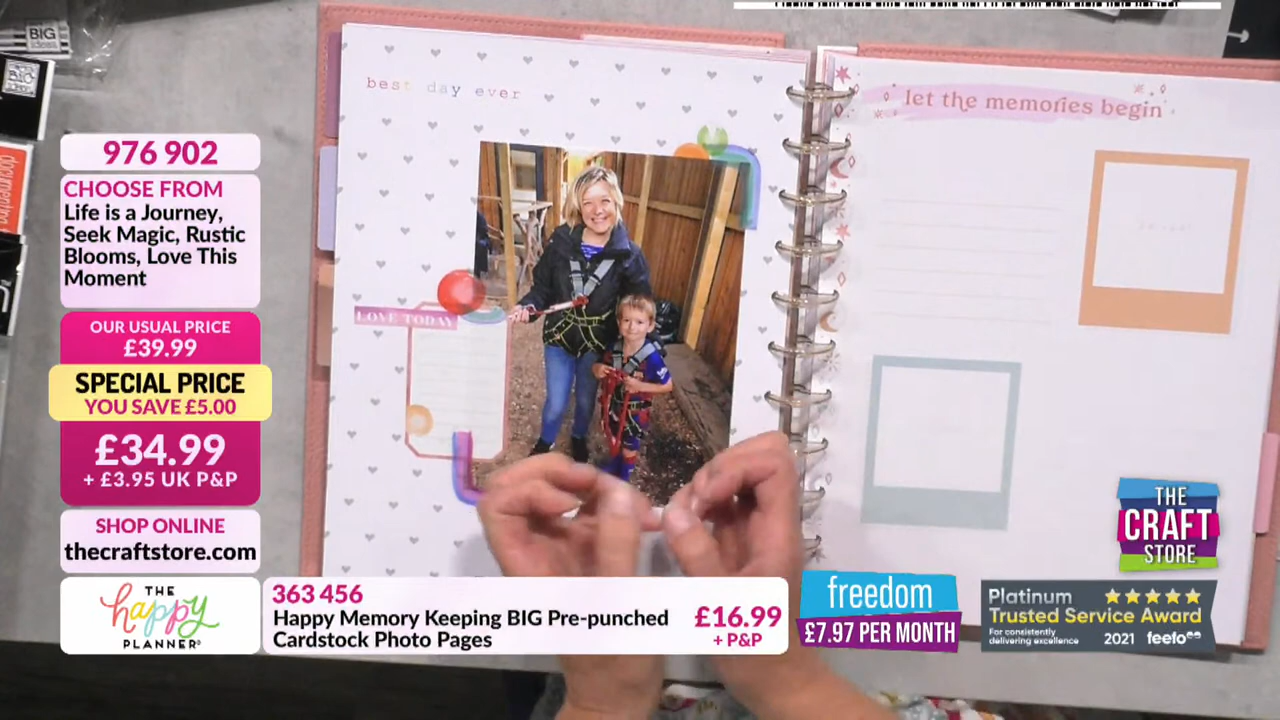 BIG
ideas
BIG
documenting
best day ever
let the memories begin
LOVE TODAY
976 902
CHOOSE FROM
Life is a Journey,
Seek Magic, Rustic
Blooms, Love This
Moment
OUR USUAL PRICE
£39.99
SPECIAL PRICE
YOU SAVE £5.00
£34.99
+ £3.95 UK P&P
SHOP ONLINE
thecraftstore.com
THE
happy
PLANNER®
363 456
Happy Memory Keeping BIG Pre-punched
Cardstock Photo Pages
£16.99
+ P&P
freedom
£7.97 PER MONTH
THE
CRAFT
STORE
Platinum
Trusted Service Award
For consistently
delivering excellence
2021 feefo